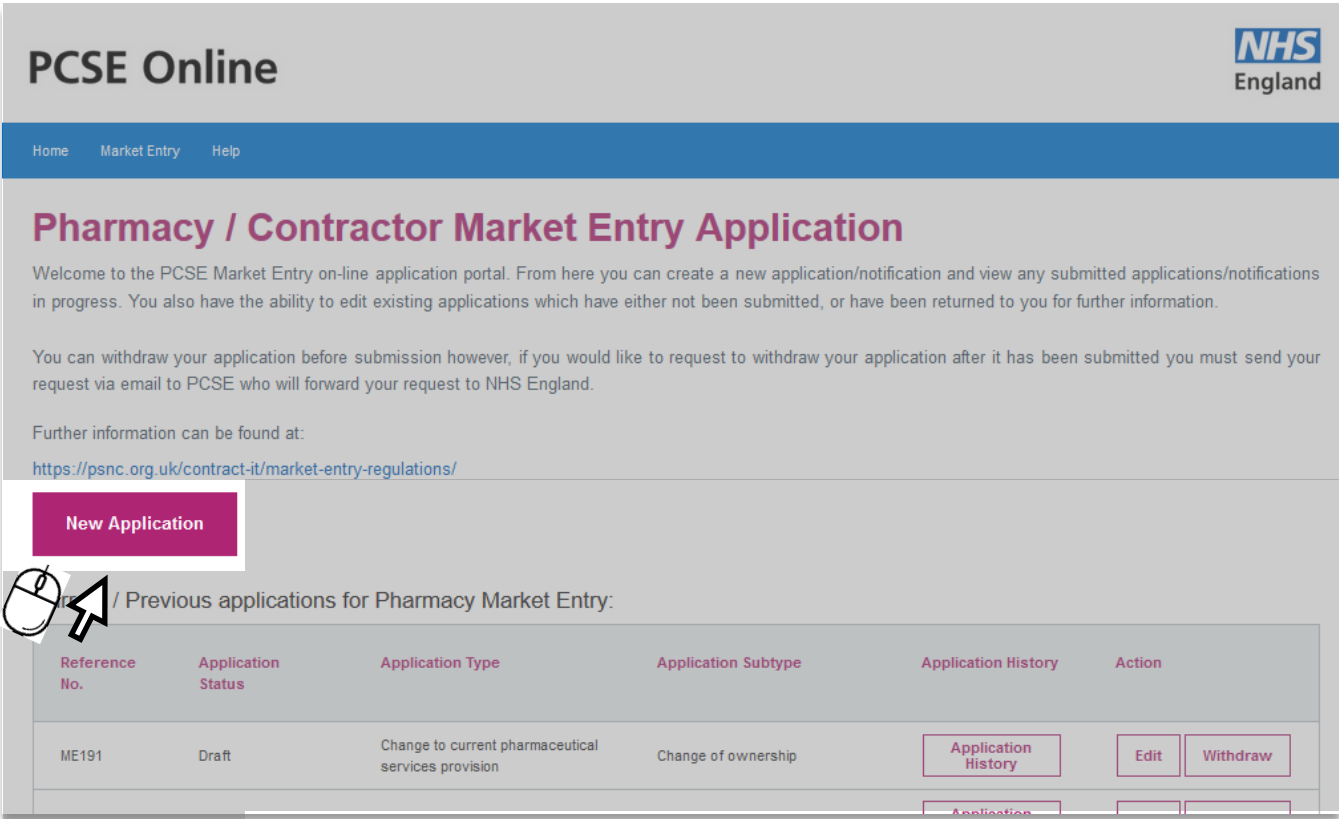 PCSE Online
NHS
England
Home Market Entry Help
Pharmacy / Contractor Market Entry Application
Welcome to the PCSE Market Entry on-line application portal. From here you can create a new application/notification and view any submitted applications/notifications
in progress. You also have the ability to edit existing applications which have either not been submitted, or have been returned to you for further information.
You can withdraw your application before submission however, if you would like to request to withdraw your application after it has been submitted you must send your
request via email to PCSE who will forward your request to NHS England.
Further information can be found at:
https://psnc.org.uk/contract-it/market-entry-regulations/
New Application
/ Previous applications for Pharmacy Market Entry:
Reference No. Application Status Application Type Application Subtype Application History Action
ME191 Draft Change to current pharmaceutical services provision Change of ownership Application History Edit Withdraw
Application